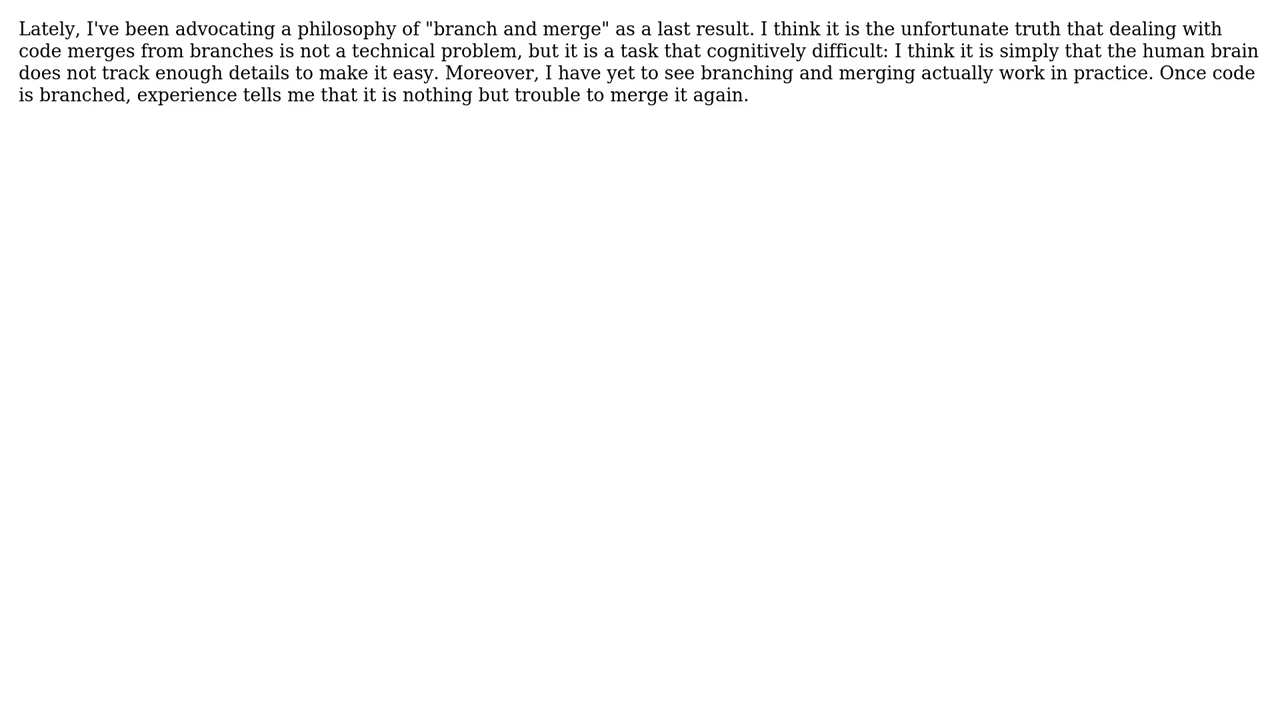 Lately, I've been advocating a philosophy of "branch and merge" as a last result. I think it is the unfortunate truth that dealing with
code merges from branches is not a technical problem, but it is a task that cognitively difficult: I think it is simply that the human brain
does not track enough details to make it easy. Moreover, I have yet to see branching and merging actually work in practice. Once code
is branched, experience tells me that it is nothing but trouble to merge it again.